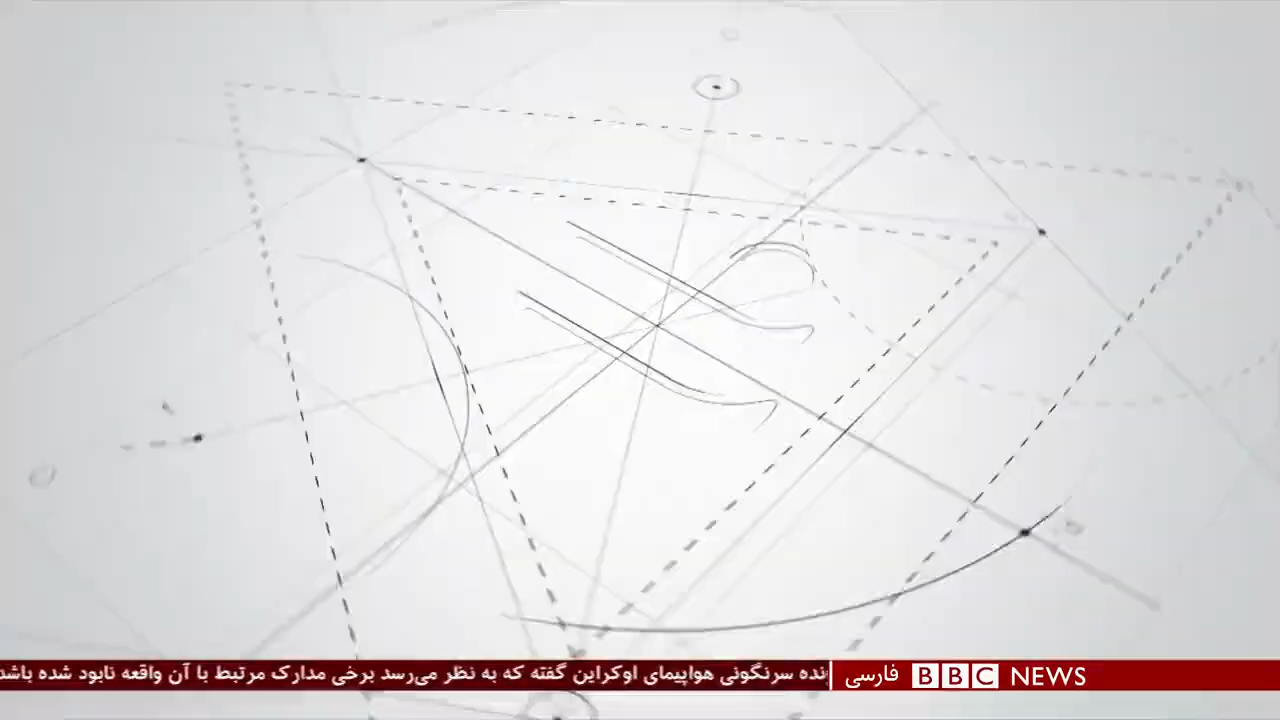 سرنگونی هواپیمای اوکراین گفته که به نظر می‌رسد برخی مدارک مرتبط با آن واقعه نابود شده باشد
BBC NEWS فارسی